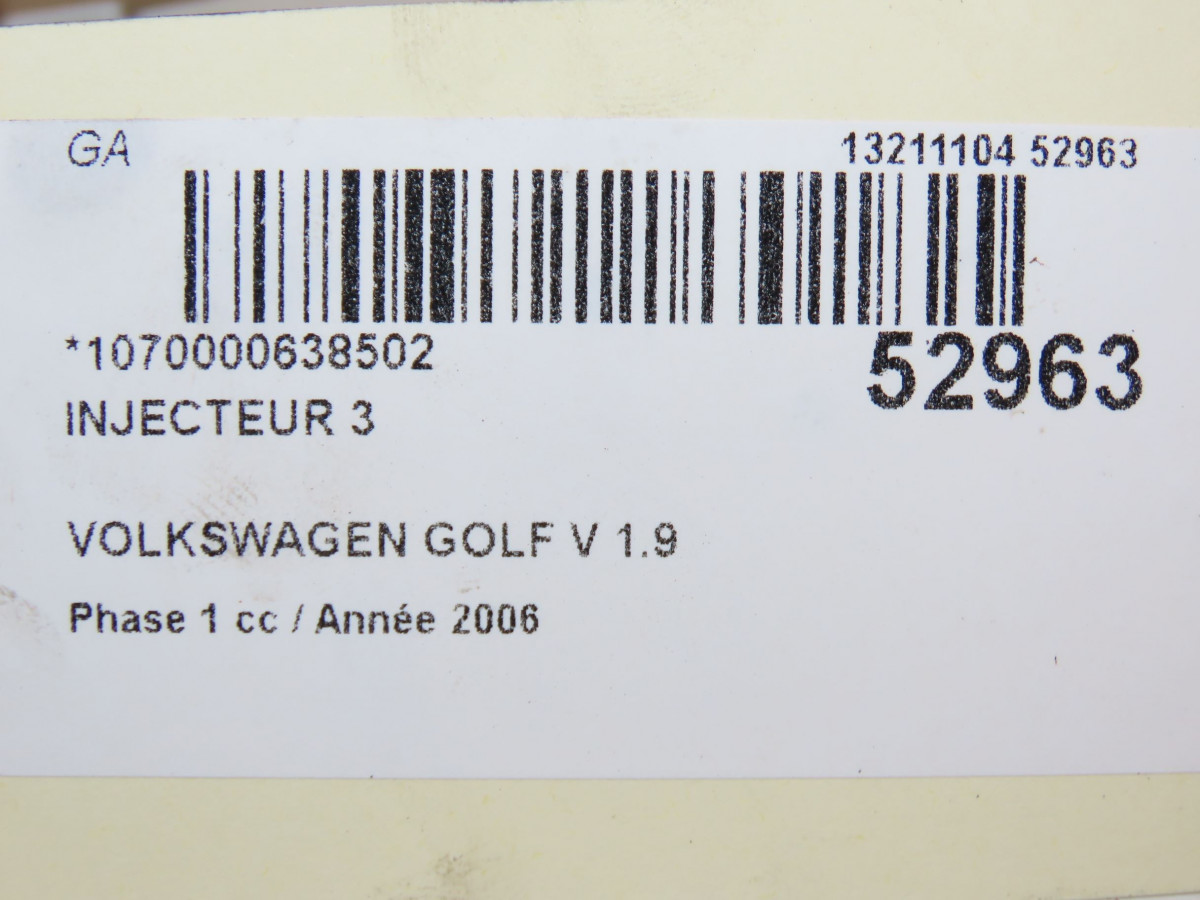 GA
13211104 52963
*1070000638502
52963
INJECTEUR 3
VOLKSWAGEN GOLF V 1.9
Phase 1 cc / Année 2006